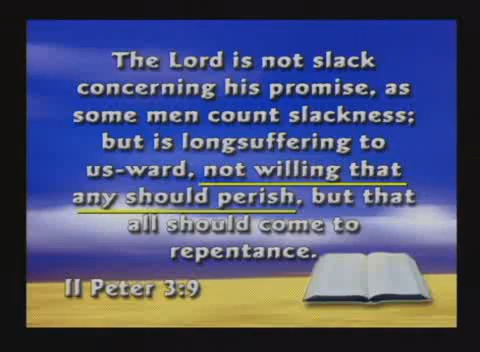 The Lord is not slack
concerning his promise, as
some men count slackness;
but is longsuffering to
us-ward, not willing that
any should perish, but that
all should come to
repentance.
II Peter 3:9